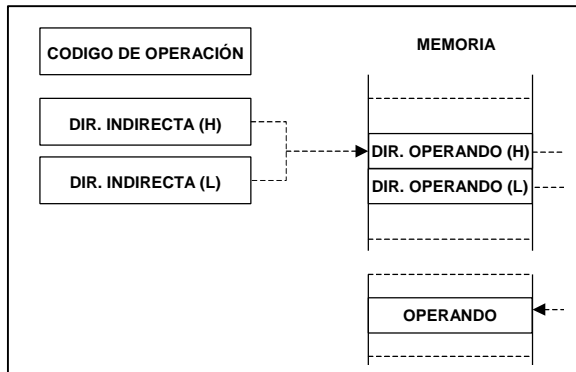 CODIGO DE OPERACIÓN
MEMORIA
DIR. INDIRECTA (H)
DIR. INDIRECTA (L)
DIR. OPERANDO (H)
DIR. OPERANDO (L)
OPERANDO